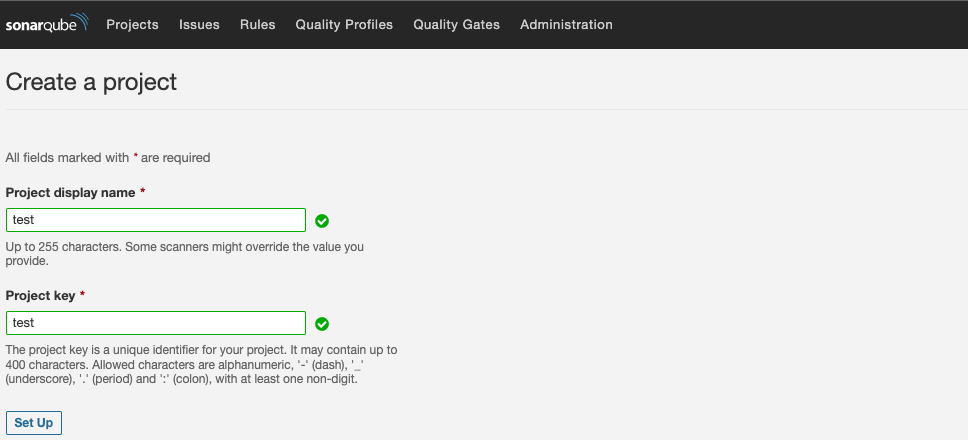 sonarqube Projects Issues Rules Quality Profiles Quality Gates Administration
Create a project
All fields marked with * are required
Project display name *
test
Up to 255 characters. Some scanners might override the value you
provide.
Project key *
test
The project key is a unique identifier for your project. It may contain up to
400 characters. Allowed characters are alphanumeric, '-' (dash), '_'
(underscore), '.' (period) and ':' (colon), with at least one non-digit.
Set Up